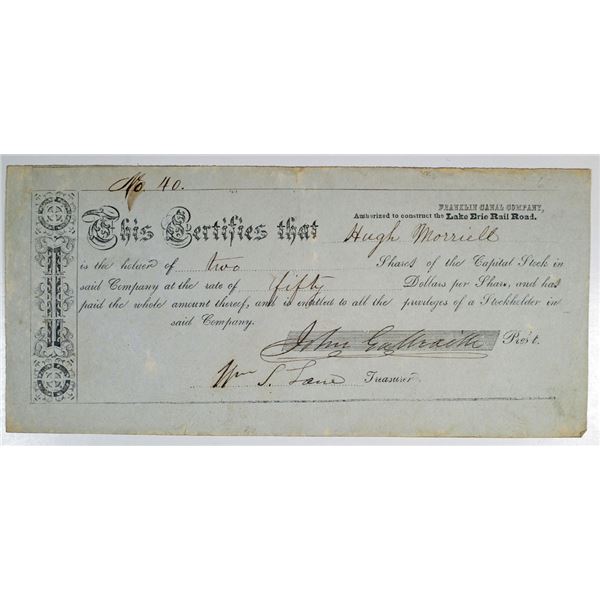 No. 40.
FRANKLIN CANAL COMPANY,
Authorized to construct the Lake Erie Rail Road.
This Certifies that Hugh Morriell
is the holder of two Shares of the Capital Stock in
said Company at the rate of fifty Dollars per Share, and has
paid the whole amount thereof, and is entitled to all the privileges of a Stockholder in
said Company.
John Galbraith Pres't.
Wm S. Lane Treasurer